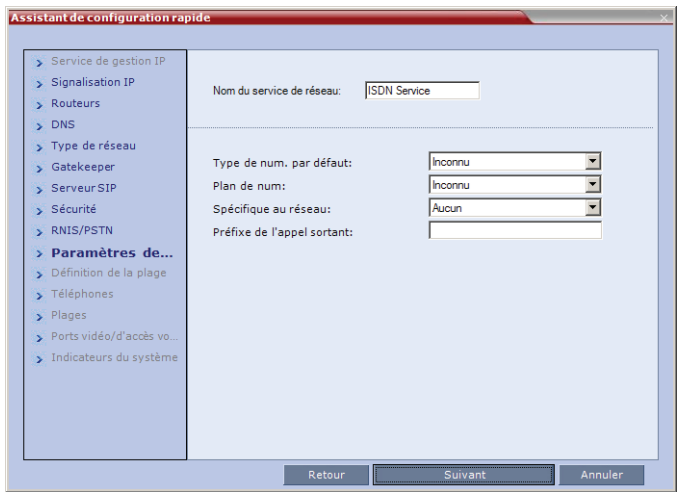 Assistant de configuration rapide
Service de gestion IP
Signalisation IP
Routeurs
DNS
Type de réseau
Gatekeeper
Serveur SIP
Sécurité
RNIS/PSTN
Paramètres de...
Définition de la plage
Téléphones
Plages
Ports vidéo/d'accès vo...
Indicateurs du système
Nom du service de réseau: ISDN Service
Type de num. par défaut: Inconnu
Plan de num: Inconnu
Spécifique au réseau: Aucun
Préfixe de l'appel sortant:
Retour Suivant Annuler